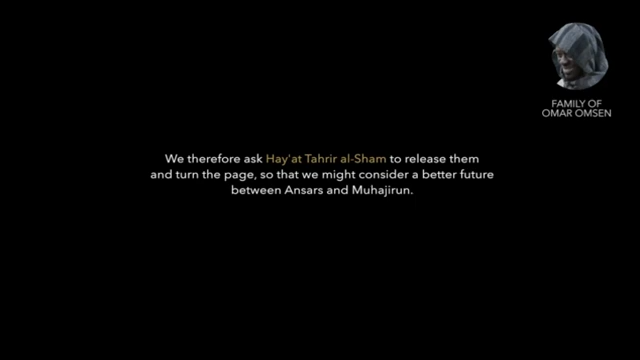 FAMILY OF
OMAR OMSEN
We therefore ask Hay'at Tahrir al-Sham to release them
and turn the page, so that we might consider a better future
between Ansars and Muhajirun.